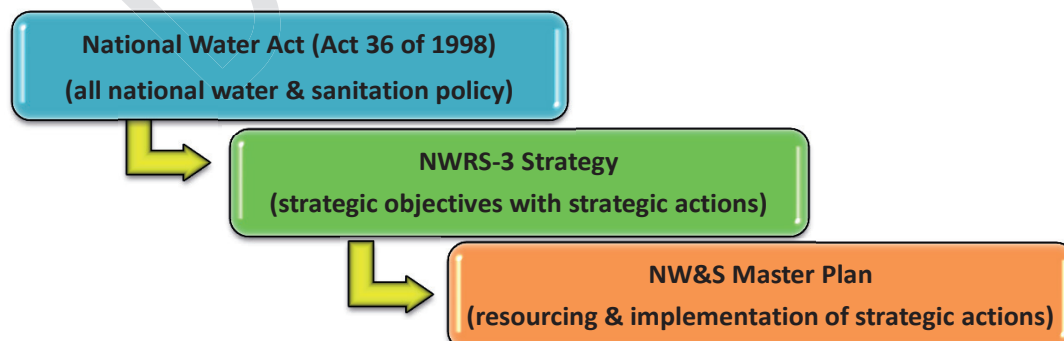 National Water Act (Act 36 of 1998)
(all national water & sanitation policy)
NWRS-3 Strategy
(strategic objectives with strategic actions)
NW&S Master Plan
(resourcing & implementation of strategic actions)